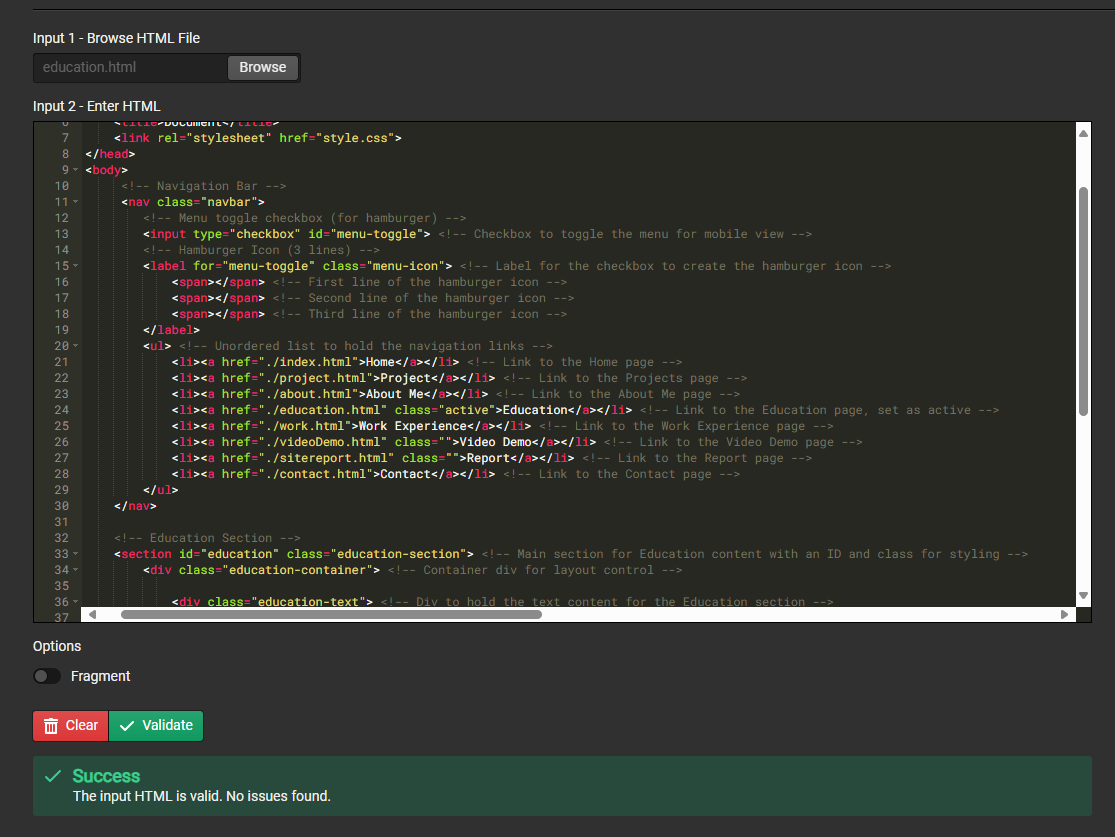 Input 1 - Browse HTML File
education.html
Browse
Input 2 - Enter HTML
6 <title>Document</title>
7 <link rel="stylesheet" href="style.css">
8 </head>
9 <body>
10 <!-- Navigation Bar -->
11 <nav class="navbar">
12 <!-- Menu toggle checkbox (for hamburger) -->
13 <input type="checkbox" id="menu-toggle"> <!-- Checkbox to toggle the menu for mobile view -->
14 <!-- Hamburger Icon (3 lines) -->
15 <label for="menu-toggle" class="menu-icon"> <!-- Label for the checkbox to create the hamburger icon -->
16 <span></span> <!-- First line of the hamburger icon -->
17 <span></span> <!-- Second line of the hamburger icon -->
18 <span></span> <!-- Third line of the hamburger icon -->
19 </label>
20 <ul> <!-- Unordered list to hold the navigation links -->
21 <li><a href="./index.html">Home</a></li> <!-- Link to the Home page -->
22 <li><a href="./project.html">Project</a></li> <!-- Link to the Projects page -->
23 <li><a href="./about.html">About Me</a></li> <!-- Link to the About Me page -->
24 <li><a href="./education.html" class="active">Education</a></li> <!-- Link to the Education page, set as active -->
25 <li><a href="./work.html">Work Experience</a></li> <!-- Link to the Work Experience page -->
26 <li><a href="./videoDemo.html" class="">Video Demo</a></li> <!-- Link to the Video Demo page -->
27 <li><a href="./sitereport.html" class="">Report</a></li> <!-- Link to the Report page -->
28 <li><a href="./contact.html">Contact</a></li> <!-- Link to the Contact page -->
29 </ul>
30 </nav>
31
32 <!-- Education Section -->
33 <section id="education" class="education-section"> <!-- Main section for Education content with an ID and class for styling -->
34 <div class="education-container"> <!-- Container div for layout control -->
35
36 <div class="education-text"> <!-- Div to hold the text content for the Education section -->
37
Options
Fragment
Clear
Validate
Success
The input HTML is valid. No issues found.